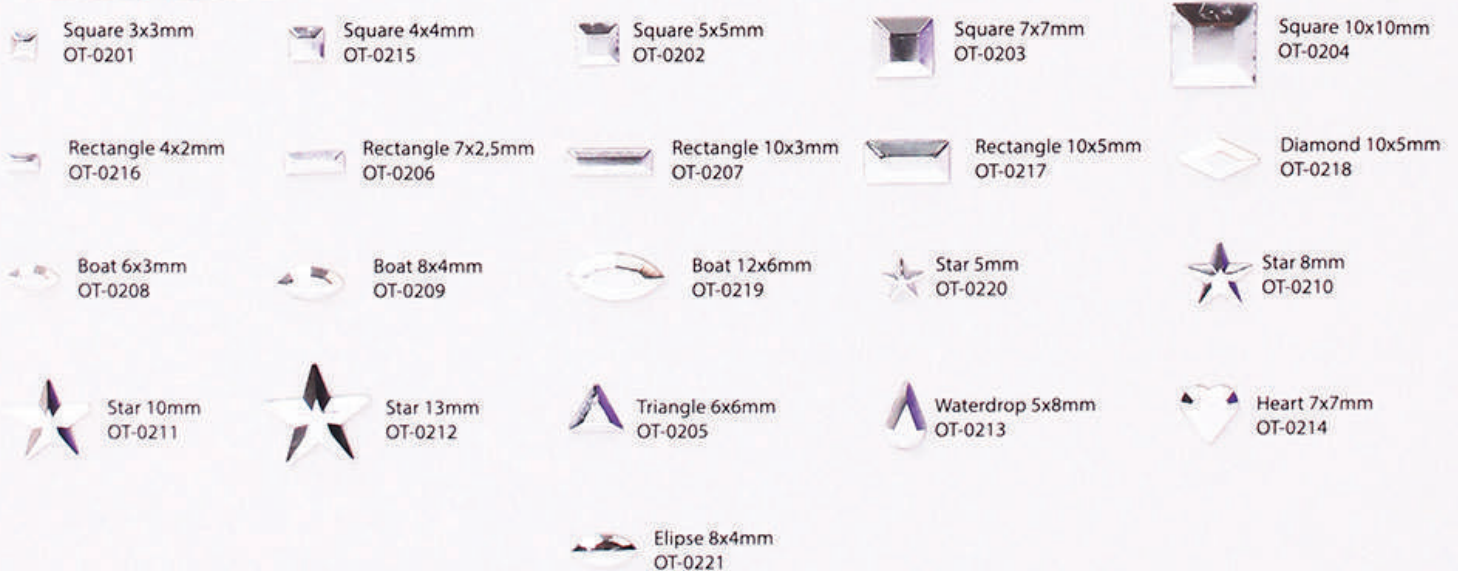 Square 3x3mm
OT-0201
Square 4x4mm
OT-0215
Square 5x5mm
OT-0202
Square 7x7mm
OT-0203
Square 10x10mm
OT-0204
Rectangle 4x2mm
OT-0216
Rectangle 7x2,5mm
OT-0206
Rectangle 10x3mm
OT-0207
Rectangle 10x5mm
OT-0217
Diamond 10x5mm
OT-0218
Boat 6x3mm
OT-0208
Boat 8x4mm
OT-0209
Boat 12x6mm
OT-0219
Star 5mm
OT-0220
Star 8mm
OT-0210
Star 10mm
OT-0211
Star 13mm
OT-0212
Triangle 6x6mm
OT-0205
Waterdrop 5x8mm
OT-0213
Heart 7x7mm
OT-0214
Elipse 8x4mm
OT-0221